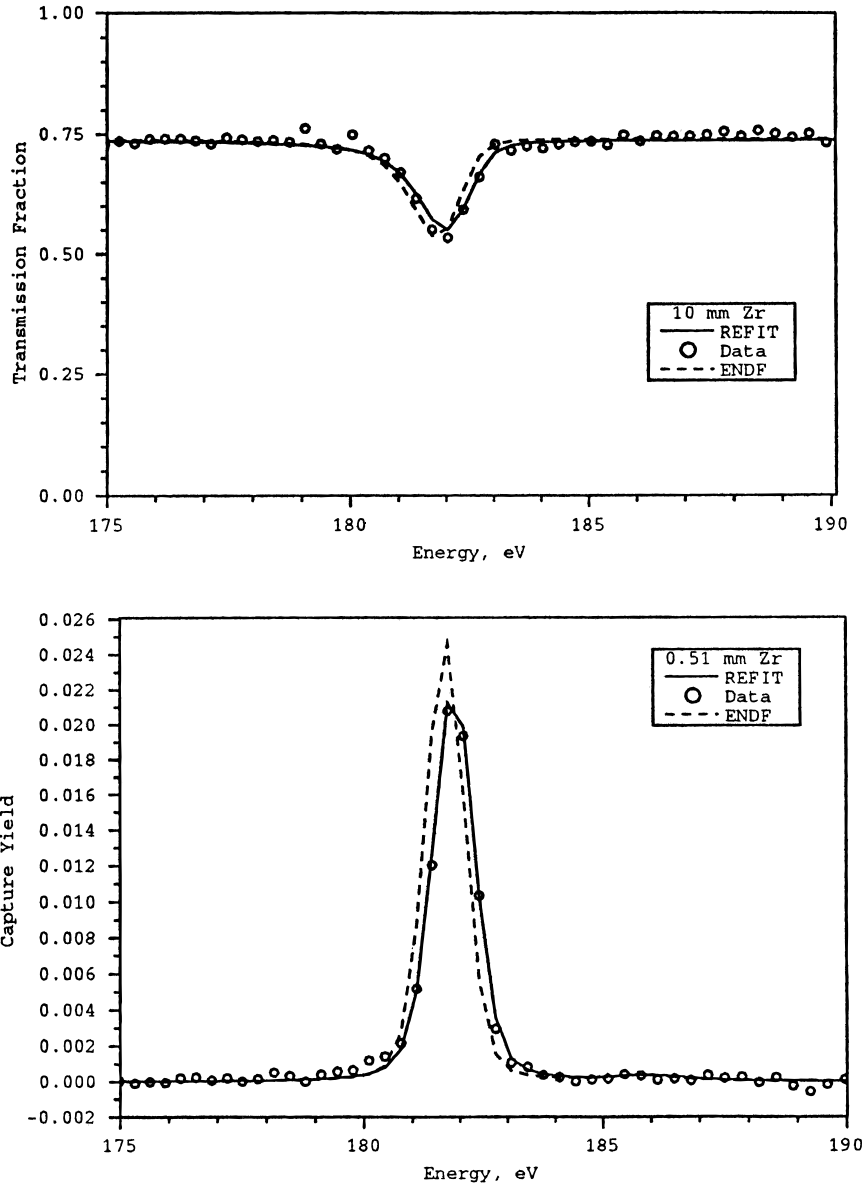 1.00
0.75
0.50
0.25
0.00
Transmission Fraction
10 mm Zr
REFIT
Data
ENDF
175 180 185 190
Energy, eV
0.026
0.024
0.022
0.020
0.018
0.016
0.014
0.012
0.010
0.008
0.006
0.004
0.002
0.000
-0.002
Capture Yield
0.51 mm Zr
REFIT
Data
ENDF
175 180 185 190
Energy, eV